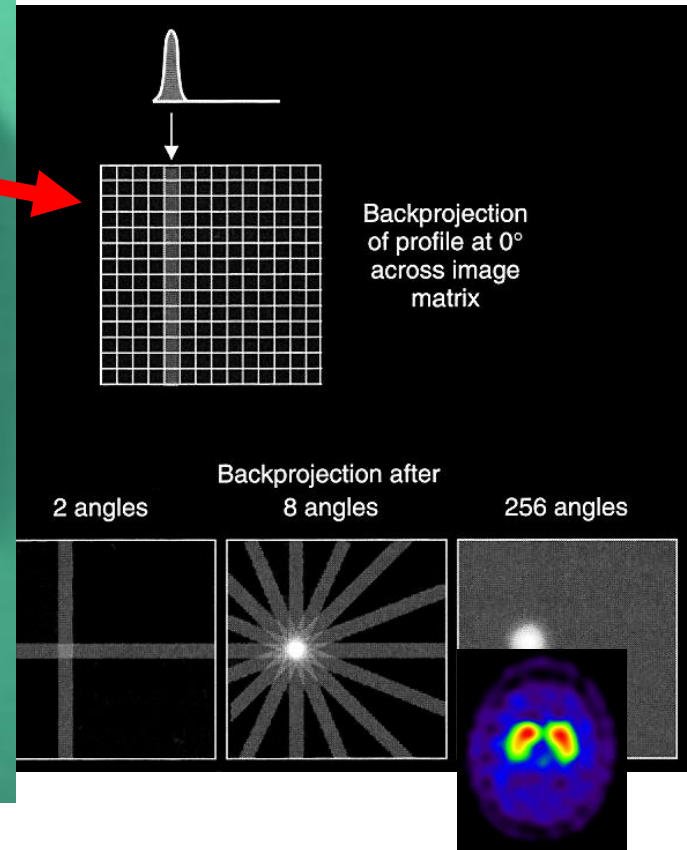 Backprojection
of profile at 0°
across image
matrix
Backprojection after
2 angles
8 angles
256 angles